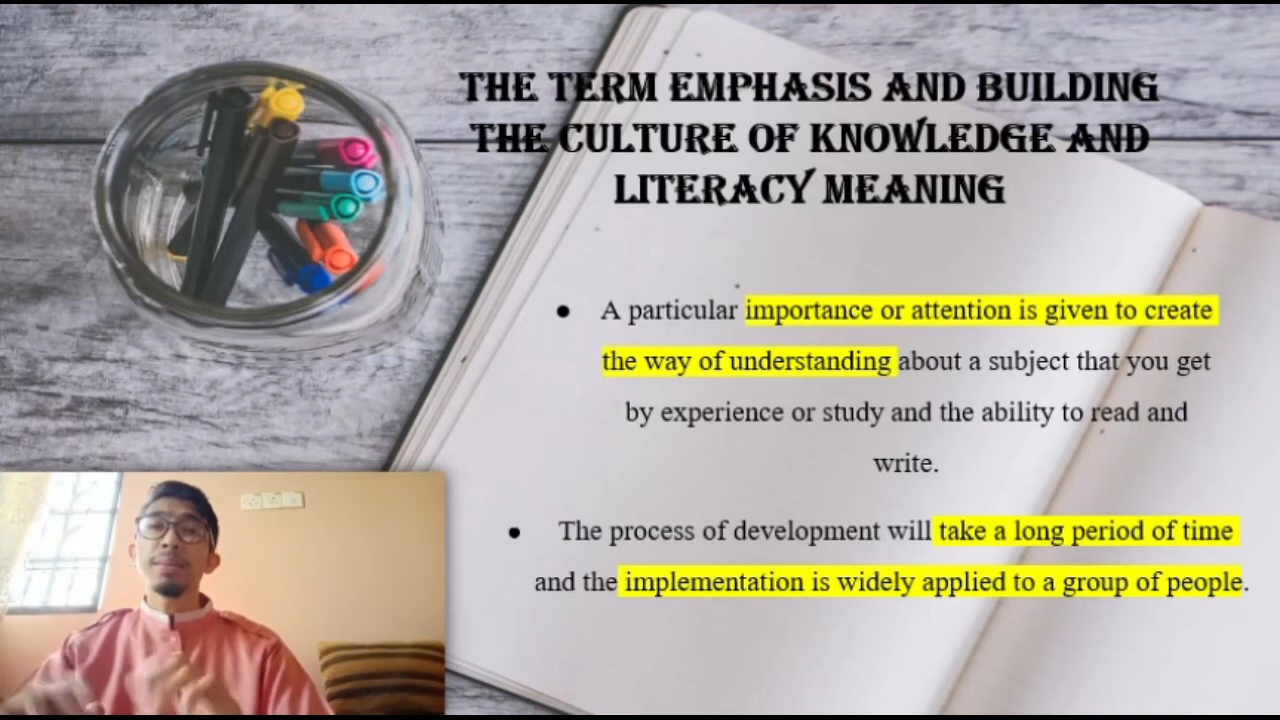 THE TERM EMPHASIS AND BUILDING
THE CULTURE OF KNOWLEDGE AND
LITERACY MEANING
● A particular importance or attention is given to create
the way of understanding about a subject that you get
by experience or study and the ability to read and
write.
● The process of development will take a long period of time
and the implementation is widely applied to a group of people.